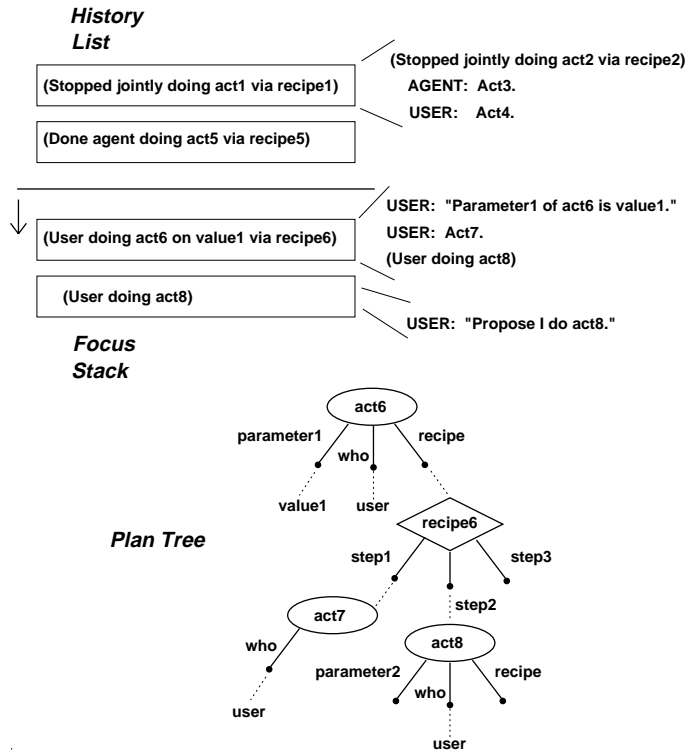 History
List
(Stopped jointly doing act2 via recipe2)
(Stopped jointly doing act1 via recipe1)
AGENT: Act3.
USER: Act4.
(Done agent doing act5 via recipe5)
USER: "Parameter1 of act6 is value1."
(User doing act6 on value1 via recipe6)
USER: Act7.
(User doing act8)
(User doing act8)
USER: "Propose I do act8."
Focus
Stack
act6
parameter1
who
recipe
value1
user
recipe6
Plan Tree
step1
step3
step2
act7
act8
who
parameter2
who
recipe
user
user